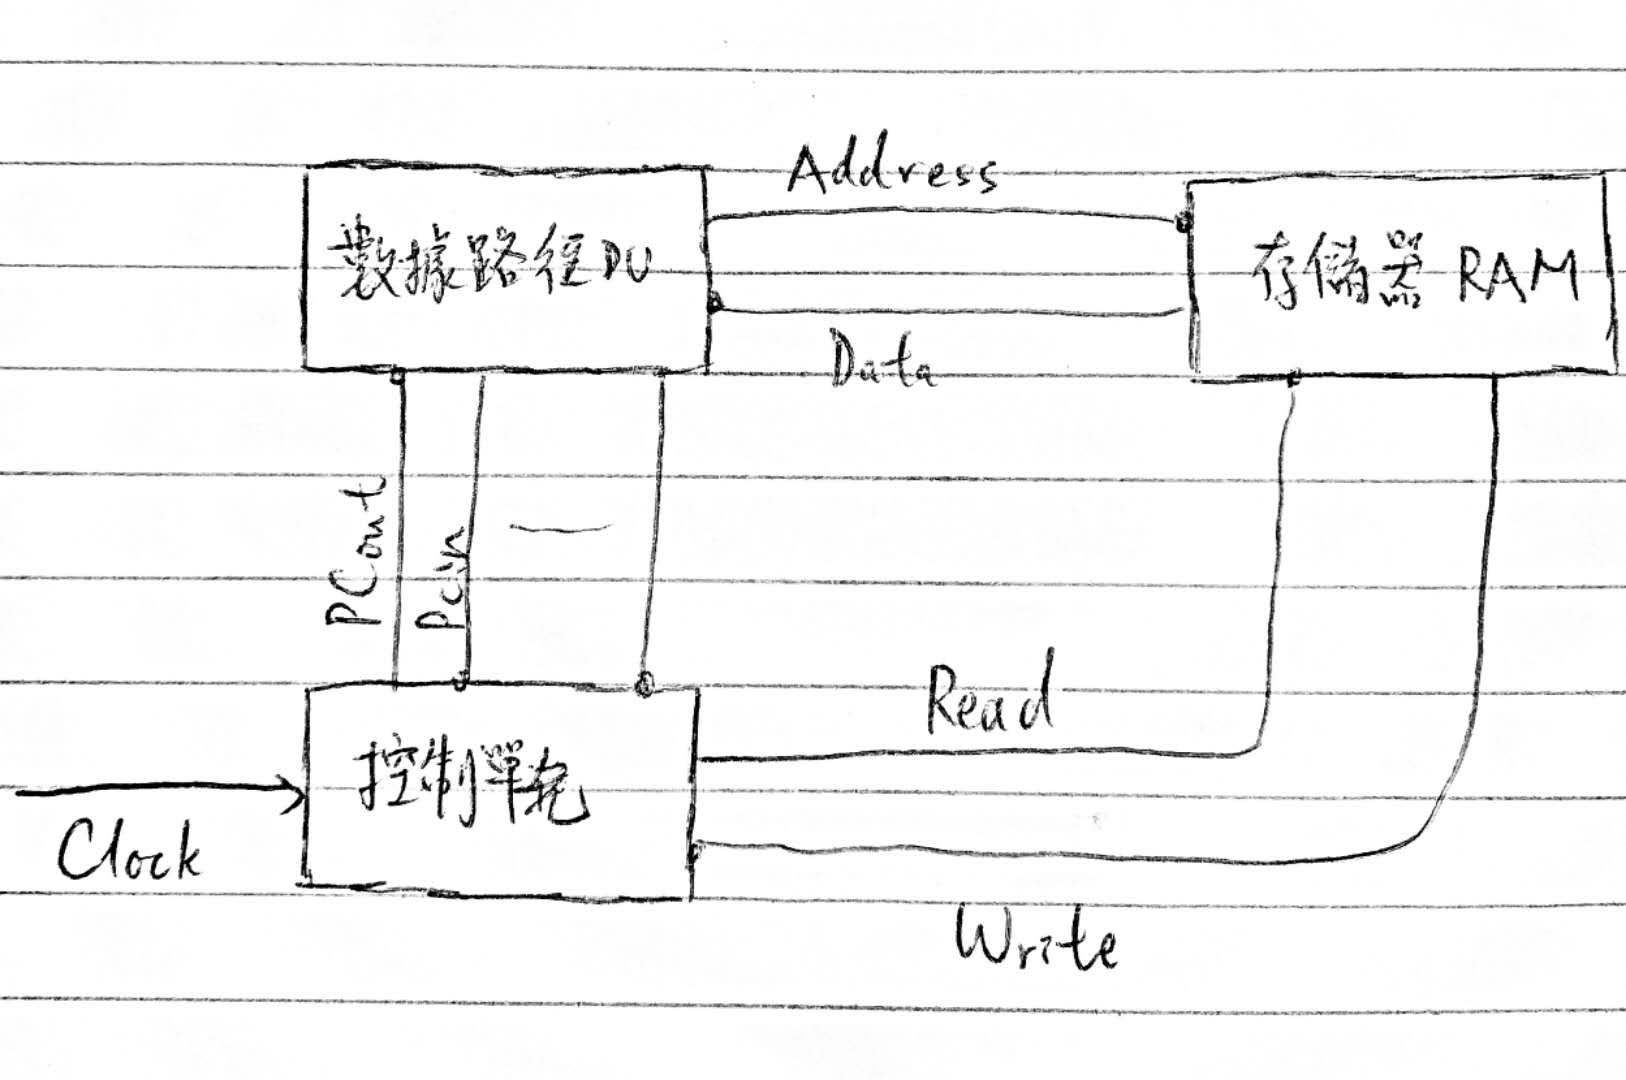 Address
數據路徑DU
存儲器 RAM
Data
PCout
Pcin
Read
控制單
Clock
Write